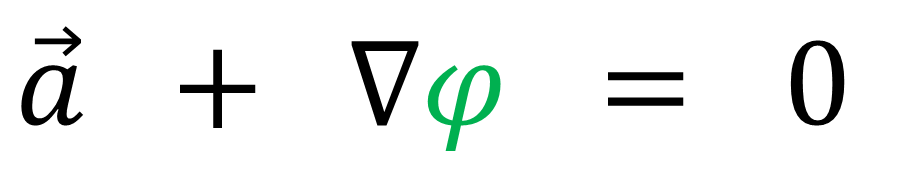 a⃗ + ∇φ = 0